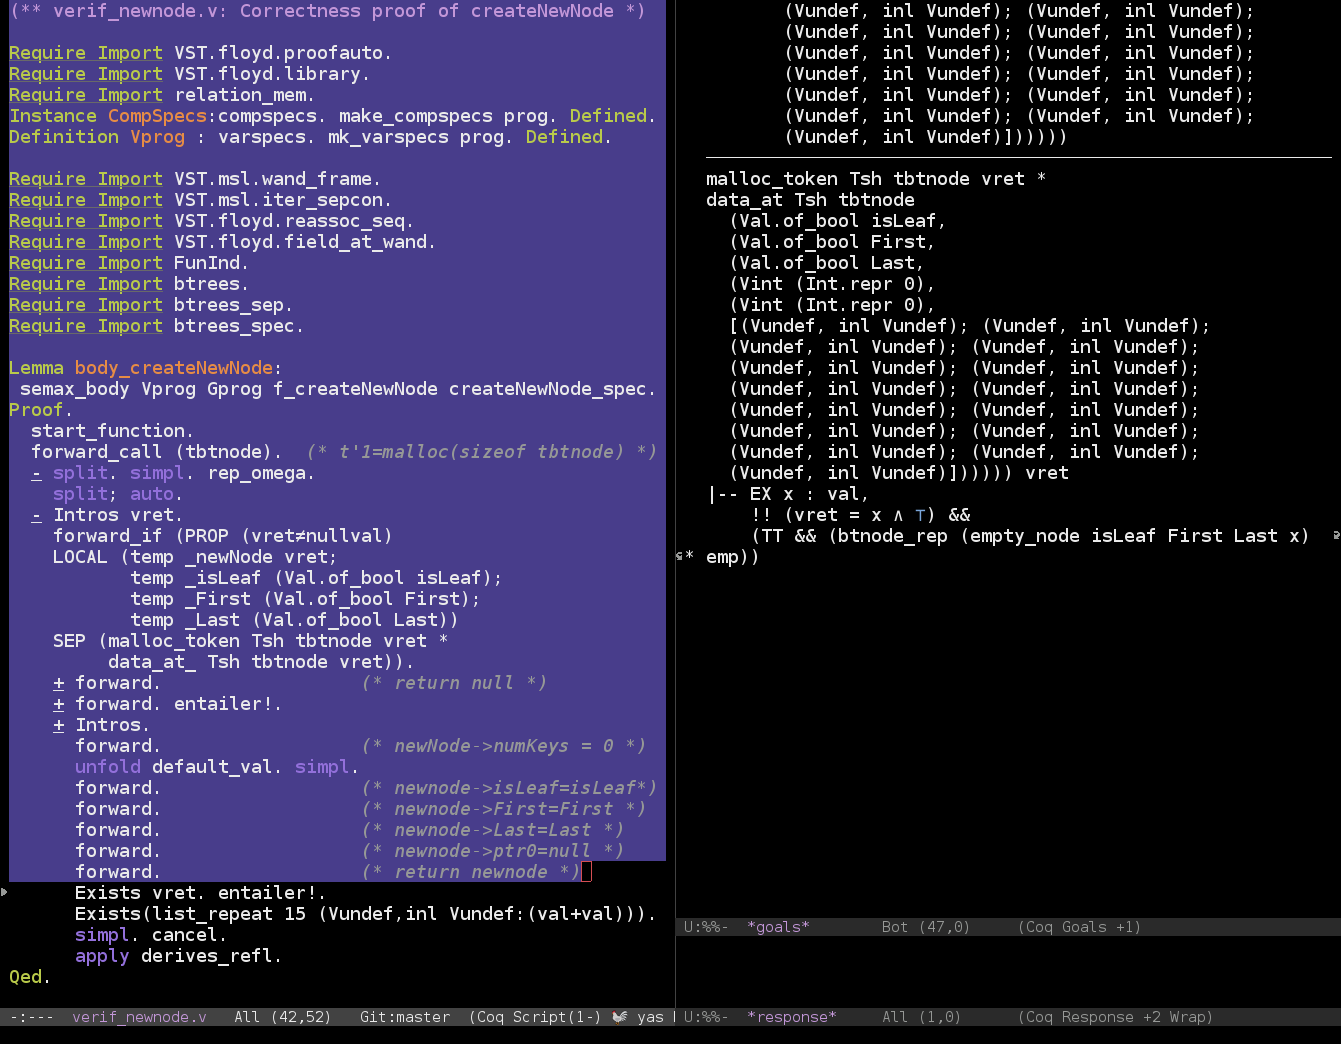 (** verif_newnode.v: Correctness proof of createNewNode *)

Require Import VST.floyd.proofauto.
Require Import VST.floyd.library.
Require Import relation_mem.
Instance CompSpecs:compspecs. make_compspecs prog. Defined.
Definition Vprog : varspecs. mk_varspecs prog. Defined.

Require Import VST.msl.wand_frame.
Require Import VST.msl.iter_sepcon.
Require Import VST.floyd.reassoc_seq.
Require Import VST.floyd.field_at_wand.
Require Import FunInd.
Require Import btrees.
Require Import btrees_sep.
Require Import btrees_spec.

Lemma body_createNewNode:
 semax_body Vprog Gprog f_createNewNode createNewNode_spec.
Proof.
  start_function.
  forward_call (tbtnode).  (* t'1=malloc(sizeof tbtnode) *)
  - split. simpl. rep_omega.
    split; auto.
  - Intros vret.
    forward_if (PROP (vret≠nullval)
    LOCAL (temp _newNode vret;
           temp _isLeaf (Val.of_bool isLeaf);
           temp _First (Val.of_bool First);
           temp _Last (Val.of_bool Last))
    SEP (malloc_token Tsh tbtnode vret *
         data_at_ Tsh tbtnode vret)).
    + forward.                  (* return null *)
    + forward. entailer!.
    + Intros.
      forward.                  (* newNode->numKeys = 0 *)
      unfold default_val. simpl.
      forward.                  (* newnode->isLeaf=isLeaf*)
      forward.                  (* newnode->First=First *)
      forward.                  (* newnode->Last=Last *)
      forward.                  (* newnode->ptr0=null *)
      forward.                  (* return newnode *)
      Exists vret. entailer!.
      Exists(list_repeat 15 (Vundef,inl Vundef:(val+val))).
      simpl. cancel.
      apply derives_refl.
Qed.
-:---  verif_newnode.v   All (42,52)   Git:master  (Coq Script(1-) yas
(Vundef, inl Vundef); (Vundef, inl Vundef);
(Vundef, inl Vundef); (Vundef, inl Vundef);
(Vundef, inl Vundef); (Vundef, inl Vundef);
(Vundef, inl Vundef); (Vundef, inl Vundef);
(Vundef, inl Vundef); (Vundef, inl Vundef);
(Vundef, inl Vundef); (Vundef, inl Vundef);
(Vundef, inl Vundef)]))))))
malloc_token Tsh tbtnode vret *
data_at Tsh tbtnode
  (Val.of_bool isLeaf,
  (Val.of_bool First,
  (Val.of_bool Last,
  (Vint (Int.repr 0),
  (Vint (Int.repr 0),
  [(Vundef, inl Vundef); (Vundef, inl Vundef);
  (Vundef, inl Vundef); (Vundef, inl Vundef);
  (Vundef, inl Vundef); (Vundef, inl Vundef);
  (Vundef, inl Vundef); (Vundef, inl Vundef);
  (Vundef, inl Vundef); (Vundef, inl Vundef);
  (Vundef, inl Vundef); (Vundef, inl Vundef);
  (Vundef, inl Vundef); (Vundef, inl Vundef);
  (Vundef, inl Vundef)])))))) vret
|-- EX x : val,
    !! (vret = x ∧ ⊤) &&
    (TT && (btnode_rep (empty_node isLeaf First Last x)
* emp))
U:%%-  *goals*       Bot (47,0)     (Coq Goals +1)
U:%%-  *response*     All (1,0)      (Coq Response +2 Wrap)